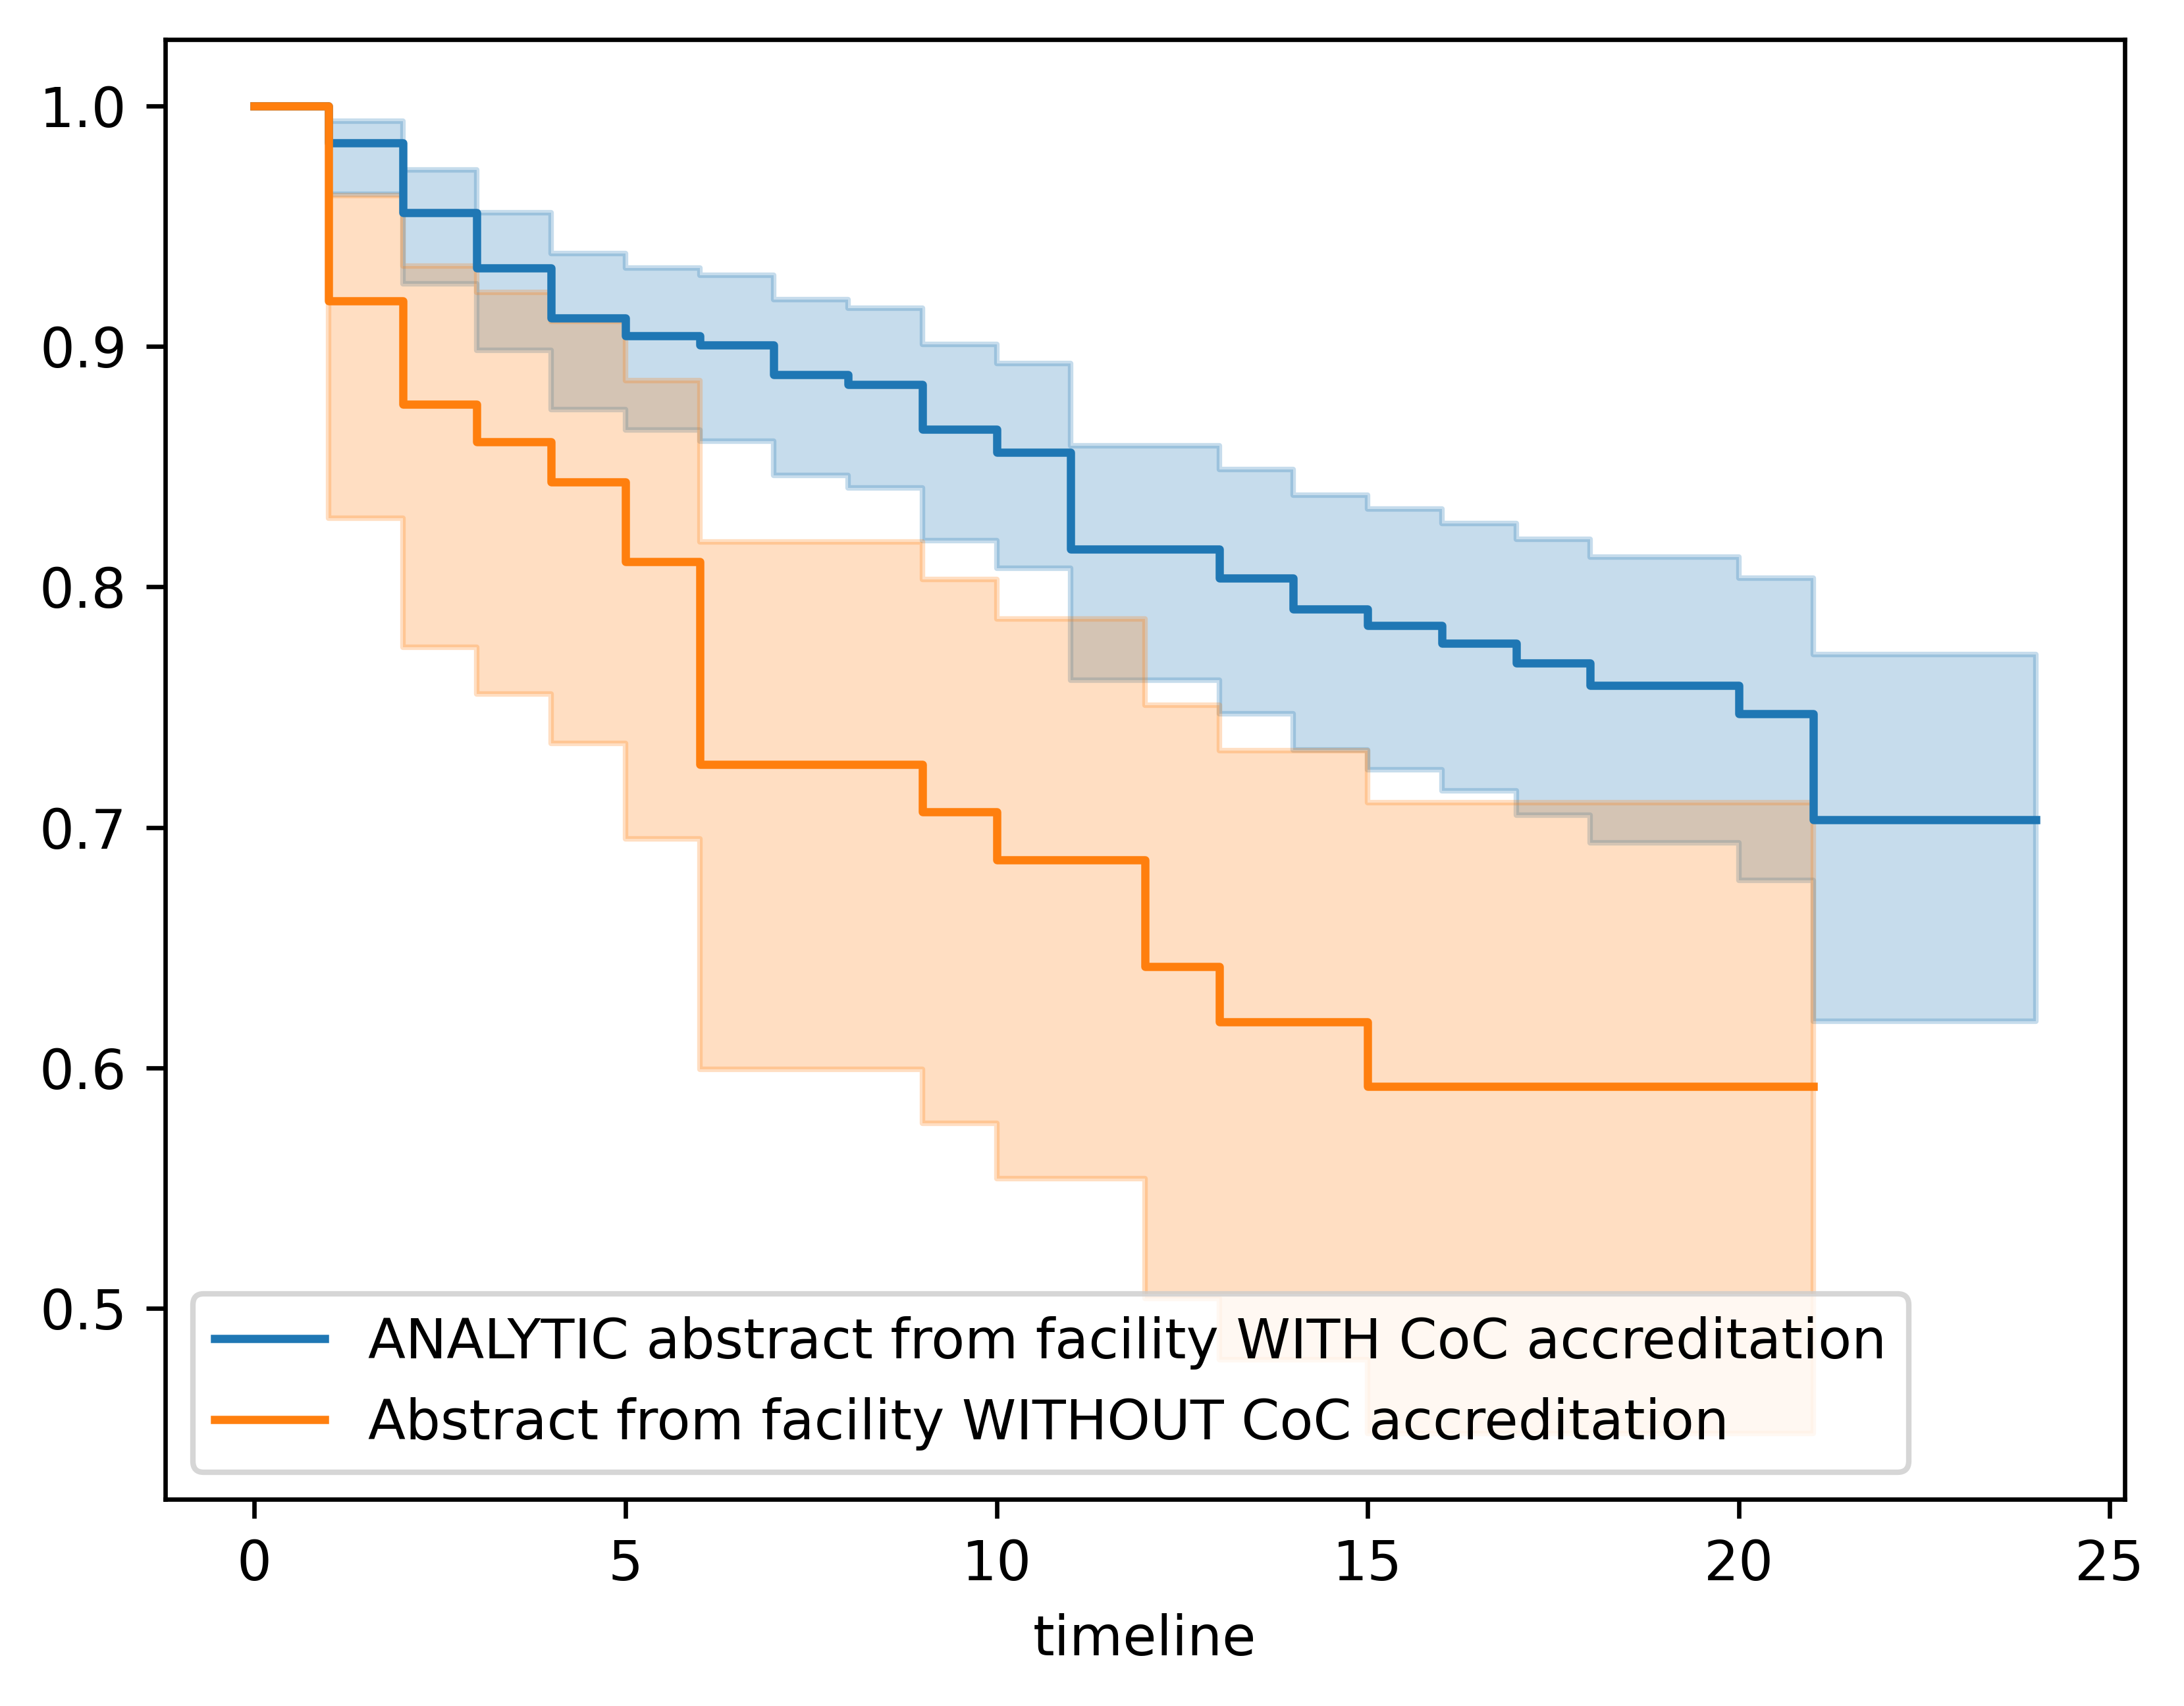 1.0
0.9
0.8
0.7
0.6
0.5
ANALYTIC abstract from facility WITH CoC accreditation
Abstract from facility WITHOUT CoC accreditation
0 5 10 15 20 25
timeline